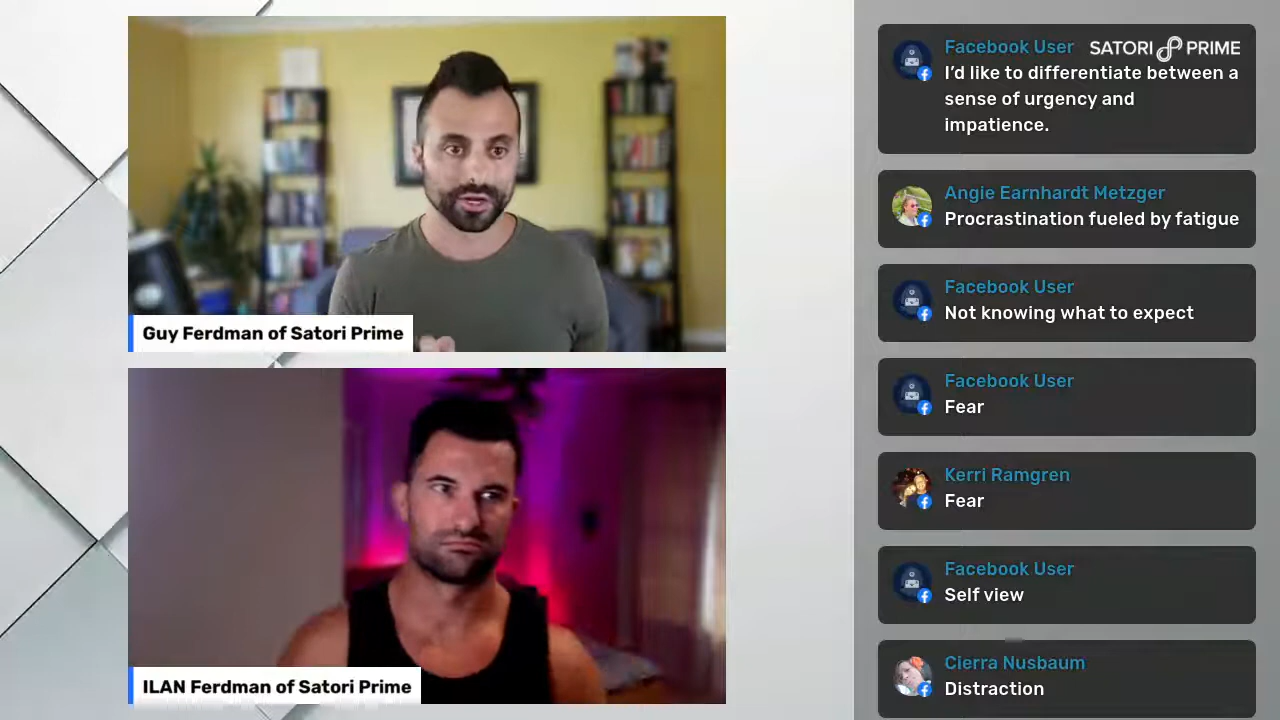 Guy Ferdman of Satori Prime
ILAN Ferdman of Satori Prime
SATORI PRIME
Facebook User
I’d like to differentiate between a
sense of urgency and
impatience.
Angie Earnhardt Metzger
Procrastination fueled by fatigue
Facebook User
Not knowing what to expect
Facebook User
Fear
Kerri Ramgren
Fear
Facebook User
Self view
Cierra Nusbaum
Distraction